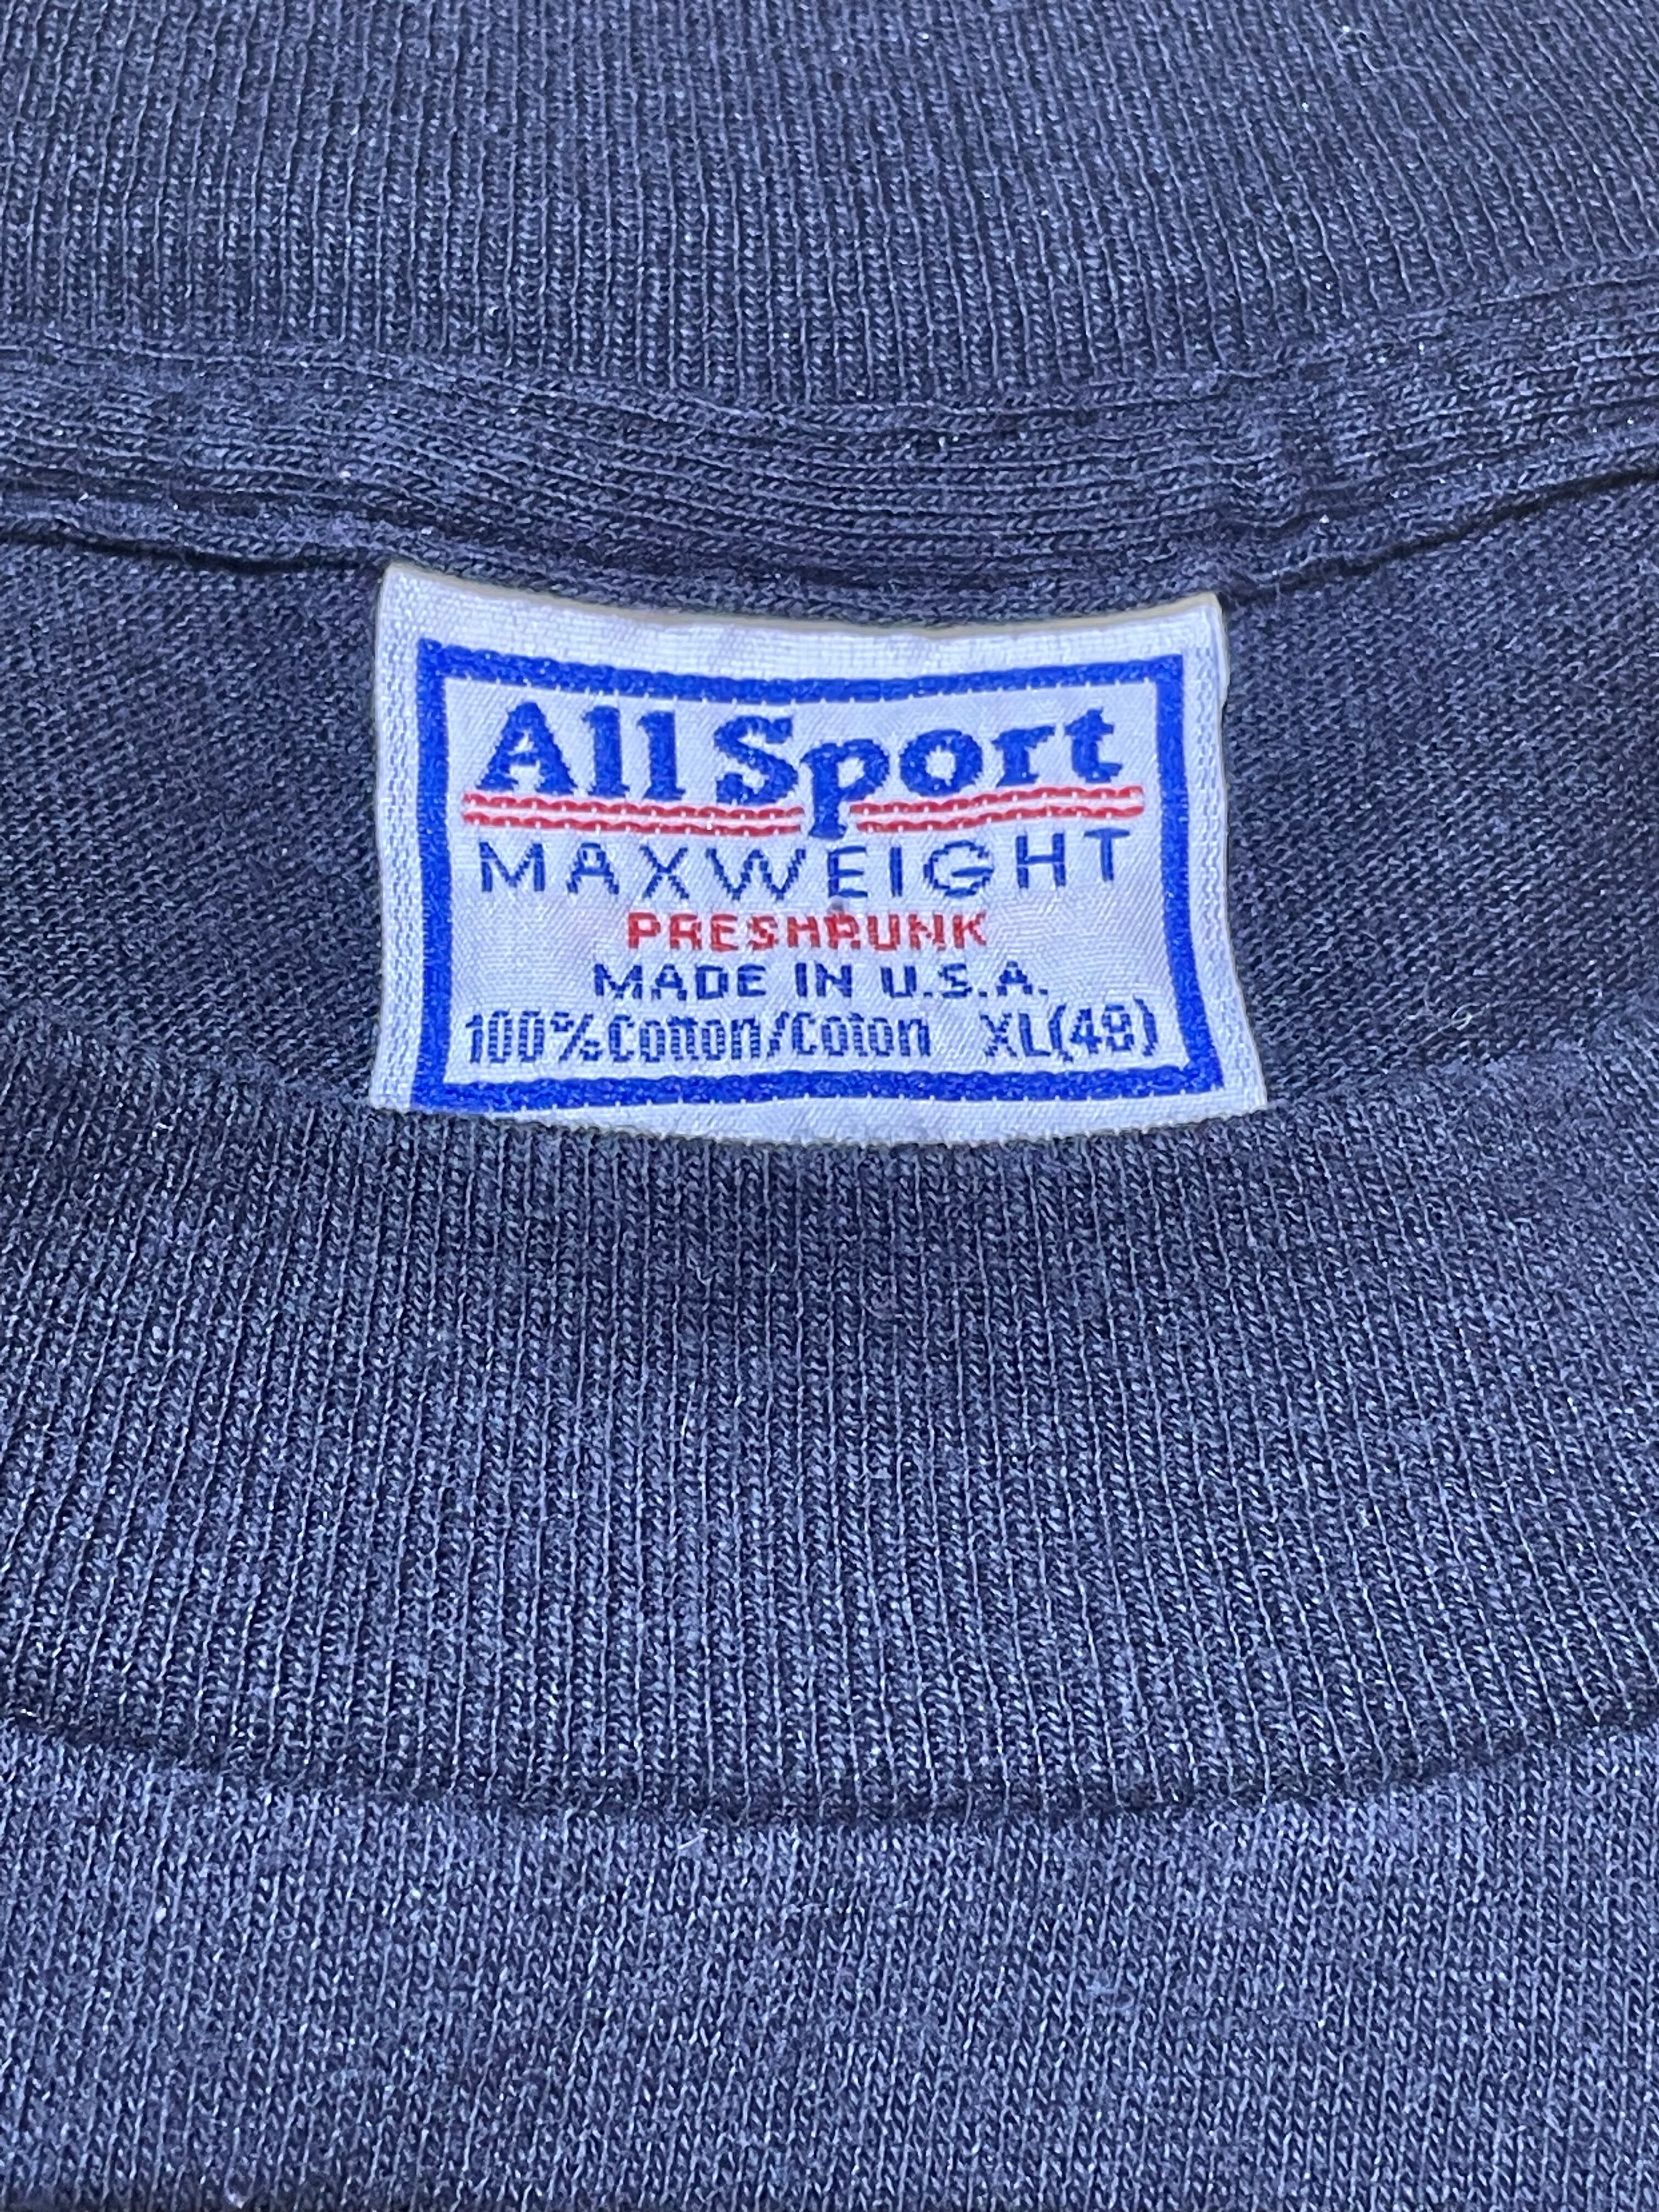 All Sport
MAXWEIGHT
PRESHRUNK
MADE IN U.S.A.
100%Cotton/Coton XL(48)